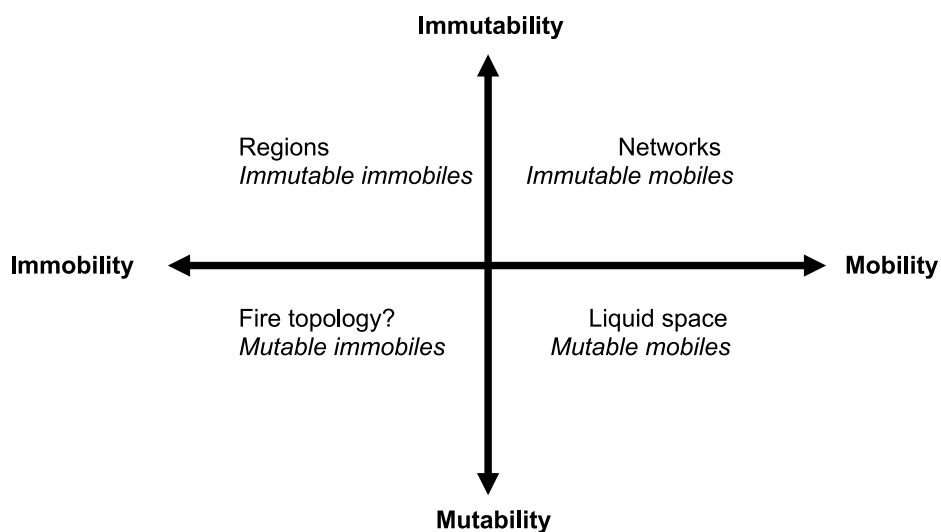 Immutability
Regions
Immutable immobiles
Networks
Immutable mobiles
Immobility
Mobility
Fire topology?
Mutable immobiles
Liquid space
Mutable mobiles
Mutability